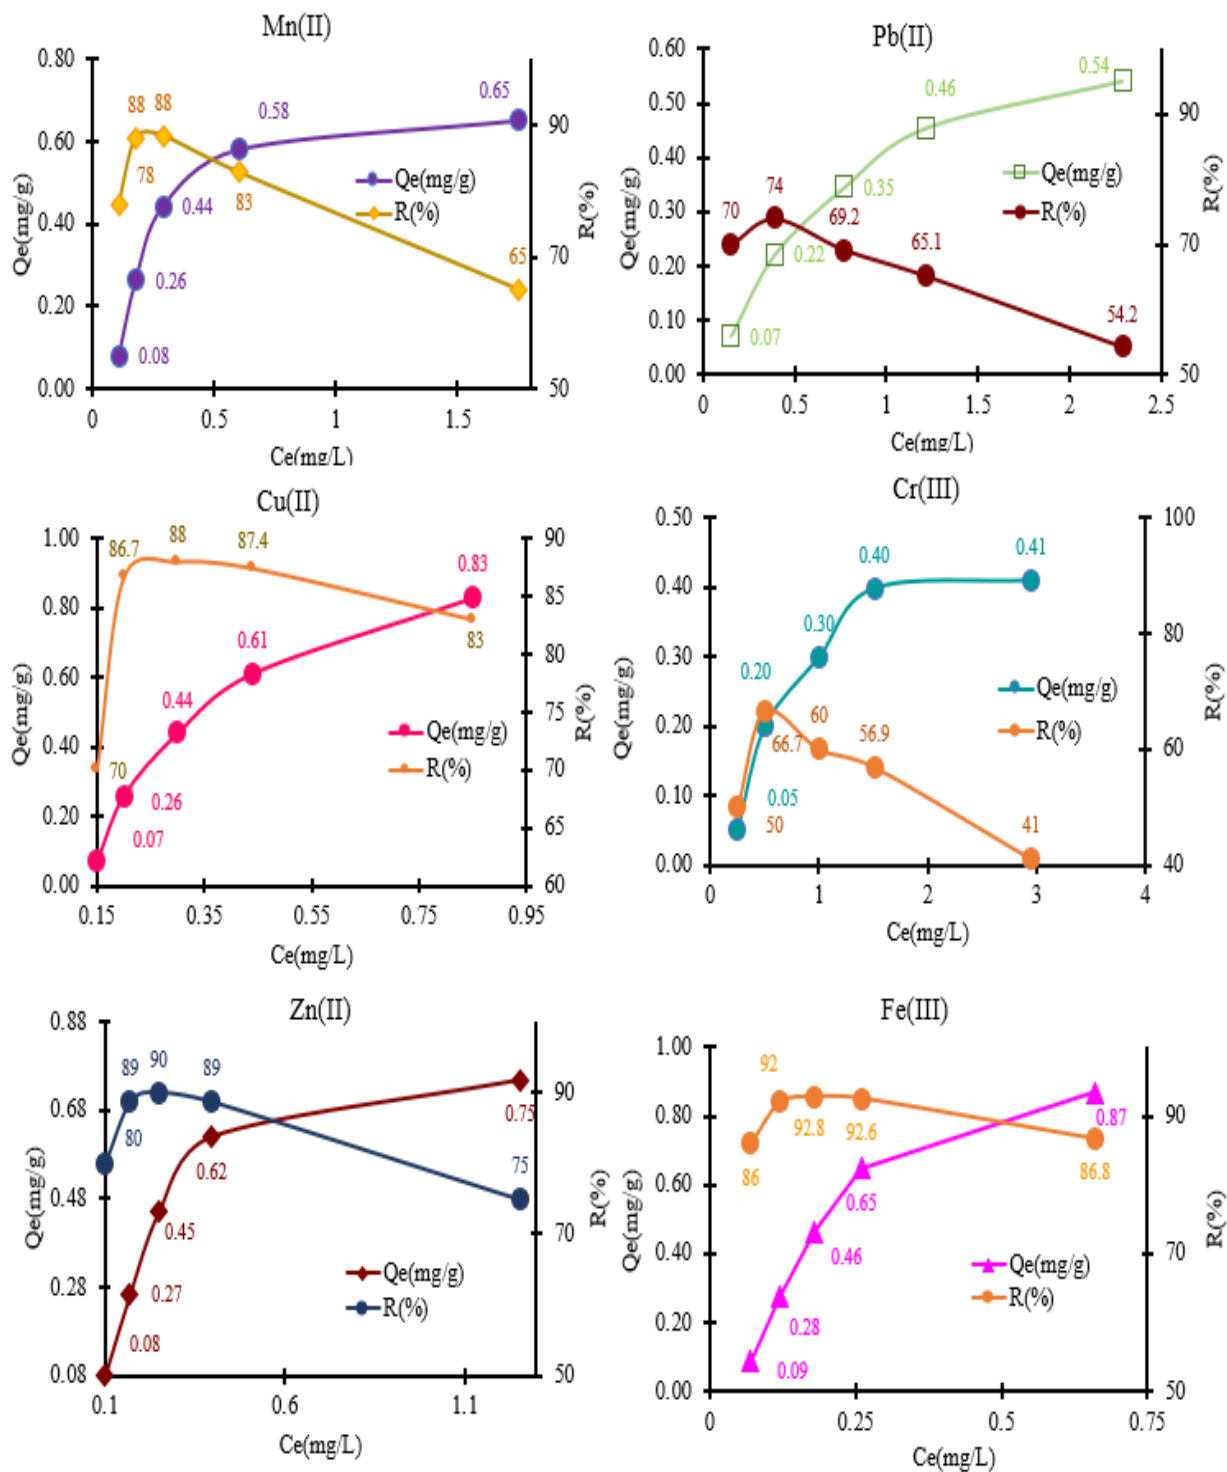 Mn(II)
Qe(mg/g)
0.80
0.60
0.40
0.20
0.00
88 88
78
83
65
0.08
0.26
0.44
0.58
0.65
Qe(mg/g)
R(%)
90
70
50
R(%)
0 0.5 1 1.5
Ce(mg/L)
Pb(II)
Qe(mg/g)
0.60
0.50
0.40
0.30
0.20
0.10
0.00
70
74
69.2
65.1
54.2
0.07
0.22
0.35
0.46
0.54
Qe(mg/g)
R(%)
90
70
50
R(%)
0 0.5 1 1.5 2 2.5
Ce(mg/L)
Cu(II)
Qe(mg/g)
1.00
0.80
0.60
0.40
0.20
0.00
70
86.7
88
87.4
83
0.07
0.26
0.44
0.61
0.83
Qe(mg/g)
R(%)
90
85
80
75
70
65
60
R(%)
0.15 0.35 0.55 0.75 0.95
Ce(mg/L)
Cr(III)
Qe(mg/g)
0.50
0.40
0.30
0.20
0.10
0.00
50
66.7
60
56.9
41
0.05
0.20
0.30
0.40
0.41
Qe(mg/g)
R(%)
100
80
60
40
R(%)
0 1 2 3 4
Ce(mg/L)
Zn(II)
Qe(mg/g)
0.88
0.68
0.48
0.28
0.08
80
89
90
89
75
0.08
0.27
0.45
0.62
0.75
Qe(mg/g)
R(%)
90
70
50
R(%)
0.1 0.6 1.1
Ce(mg/L)
Fe(III)
Qe(mg/g)
1.00
0.80
0.60
0.40
0.20
0.00
86
92
92.8
92.6
86.8
0.09
0.28
0.46
0.65
0.87
Qe(mg/g)
R(%)
90
70
50
R(%)
0 0.25 0.5 0.75
Ce(mg/L)